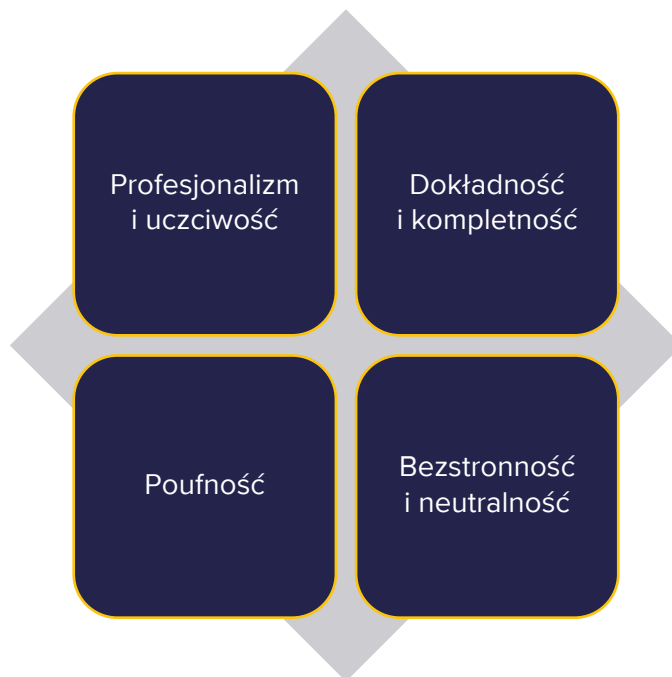 Profesjonalizm
i uczciwość
Dokładność
i kompletność
Poufność
Bezstronność
i neutralność